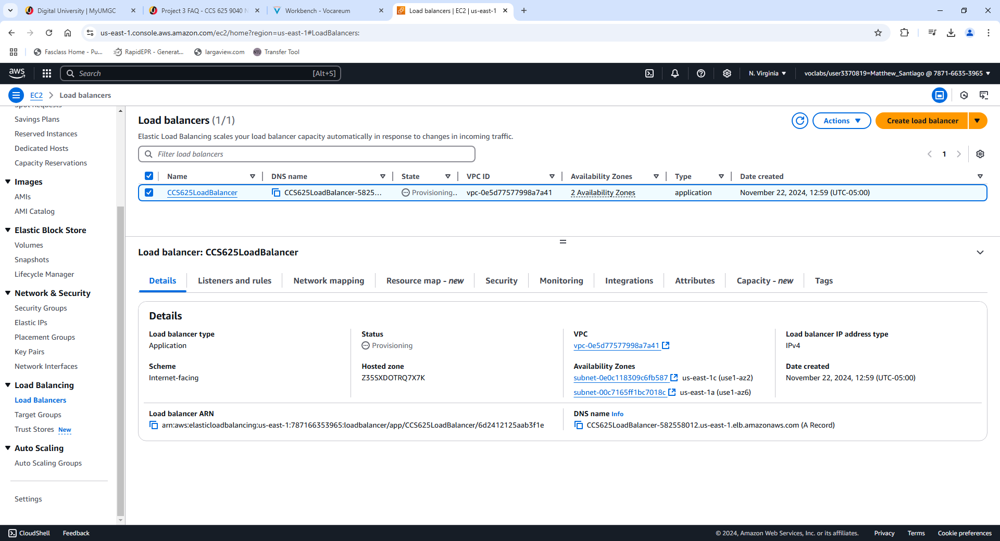 Digital University | MyUMGC
Project 3 FAQ - CCS 625 9040 N
Workbench - Vocareum
Load balancers | EC2 | us-east-1
us-east-1.console.aws.amazon.com/ec2/home?region=us-east-1#LoadBalancers:
Fasclass Home - Pu...
RapidEPR - Generat...
largaview.com
NTU
Transfer Tool
aws
Search
[Alt+S]
N. Virginia
voclabs/user3370819=Matthew_Santiago @ 7871-6635-3965
EC2
Load balancers
Spot Requests
Savings Plans
Reserved Instances
Dedicated Hosts
Capacity Reservations
Images
AMIs
AMI Catalog
Elastic Block Store
Volumes
Snapshots
Lifecycle Manager
Network & Security
Security Groups
Elastic IPs
Placement Groups
Key Pairs
Network Interfaces
Load Balancing
Load Balancers
Target Groups
Trust Stores New
Auto Scaling
Auto Scaling Groups
Settings
Load balancers (1/1)
Actions
Create load balancer
Elastic Load Balancing scales your load balancer capacity automatically in response to changes in incoming traffic.
Filter load balancers
1
Name DNS name State VPC ID Availability Zones Type Date created
CCS625LoadBalancer CCS625LoadBalancer-5825... Provisioning.. vpc-0e5d77577998a7a41 2 Availability Zones application November 22, 2024, 12:59 (UTC-05:00)
Load balancer: CCS625LoadBalancer
Details Listeners and rules Network mapping Resource map - new Security Monitoring Integrations Attributes Capacity - new Tags
Details
Load balancer type
Application
Scheme
Internet-facing
Status
Provisioning
Hosted zone
Z35SXDOTRQ7X7K
VPC
vpc-0e5d77577998a7a41
Availability Zones
subnet-0e0c118309c6fb587 us-east-1c (use1-az2)
subnet-00c7165ff1bc7018c us-east-1a (use1-az6)
Load balancer IP address type
IPv4
Date created
November 22, 2024, 12:59 (UTC-05:00)
Load balancer ARN
arn:aws:elasticloadbalancing:us-east-1:787166353965:loadbalancer/app/CCS625LoadBalancer/6d2412125aab3f1e
DNS name Info
CCS625LoadBalancer-582558012.us-east-1.elb.amazonaws.com (A Record)
CloudShell
Feedback
© 2024, Amazon Web Services, Inc. or its affiliates.
Privacy
Terms
Cookie preferences